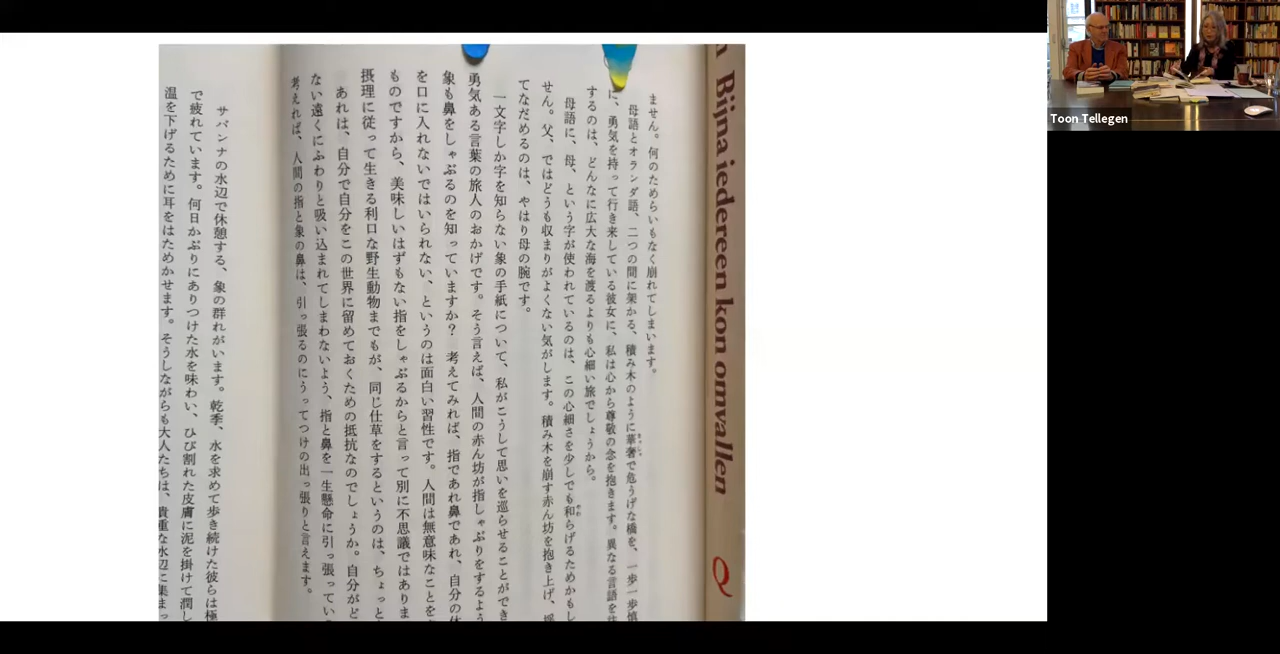 Toon Tellegen
Bijna iedereen kon omvallen
Q
ません。何のためらいもなく崩れてしまいます。
母語とオランダ語、二つの間に架かる、積み木のように華奢で危うげな橋を、一歩一歩慎
に、勇気を持って行き来している彼女に、私は心から尊敬の念を抱きます。異なる言語を
するのは、どんなに広大な海を渡るよりも心細い旅でしょうから。
母語に、母、という字が使われているのは、この心細さを少しでも和らげるためかもし
せん。父、ではどうも収まりがよくない気がします。積み木を崩す赤ん坊を抱き上げ、
てなだめるのは、やはり母の腕です。
一文字しか字を知らない象の手紙について、私がこうして思いを巡らせることができ
勇気ある言葉の旅人のおかげです。そう言えば、人間の赤ん坊が指しゃぶりをするよう
象も鼻をしゃぶるのを知っていますか? 考えてみれば、指であれ鼻であれ、自分の体
を口に入れないではいられない、というのは面白い習性です。人間は無意味なことを
ものですから、美味しいはずもない指をしゃぶるからと言って別に不思議ではありま
摂理に従って生きる利口な野生動物までもが、同じ仕草をするというのは、ちょっと
あれは、自分で自分をこの世界に留めておくための抵抗なのでしょうか。自分がど
ない遠くにふわりと吸い込まれてしまわないよう、指と鼻を一生懸命に引っ張ってい
考えれば、人間の指と象の鼻は、引っ張るのにうってつけの出っ張りと言えます。
サバンナの水辺で休憩する、象の群れがいます。乾季、水を求めて歩き続けた彼らは極
で疲れています。何日かぶりにありつけた水を味わい、ひび割れた皮膚に泥を掛けて潤し
温を下げるために耳をはためかせます。そうしながらも大人たちは、貴重な水辺に集まっ